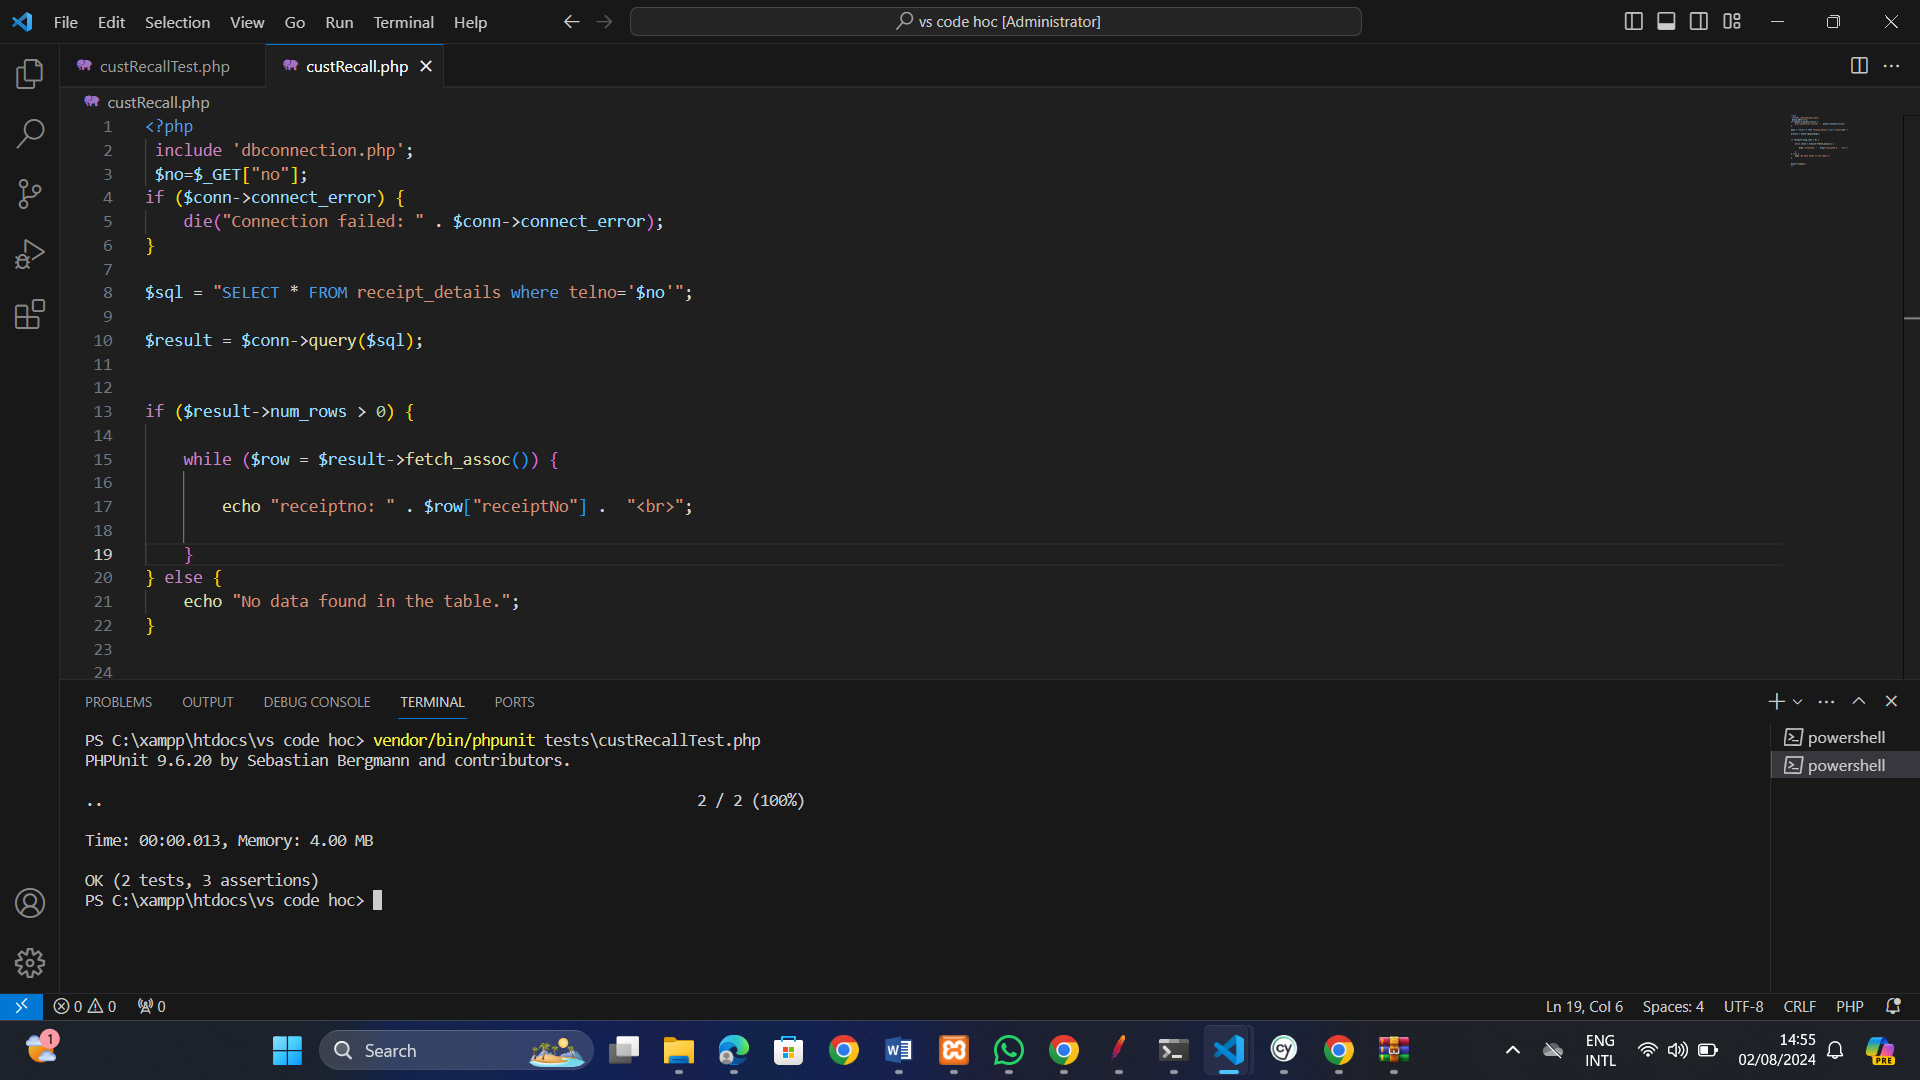 File Edit Selection View Go Run Terminal Help
vs code hoc [Administrator]
custRecallTest.php
custRecall.php
custRecall.php
1 <?php
2 include 'dbconnection.php';
3 $no=$_GET["no"];
4 if ($conn->connect_error) {
5 die("Connection failed: " . $conn->connect_error);
6 }
7
8 $sql = "SELECT * FROM receipt_details where telno='$no'";
9
10 $result = $conn->query($sql);
11
12
13 if ($result->num_rows > 0) {
14
15 while ($row = $result->fetch_assoc()) {
16
17 echo "receiptno: " . $row["receiptNo"] . "<br>";
18
19 }
20 } else {
21 echo "No data found in the table.";
22 }
23
24
PROBLEMS OUTPUT DEBUG CONSOLE TERMINAL PORTS
PS C:\xampp\htdocs\vs code hoc> vendor/bin/phpunit tests\custRecallTest.php
PHPUnit 9.6.20 by Sebastian Bergmann and contributors.
.. 2 / 2 (100%)
Time: 00:00.013, Memory: 4.00 MB
OK (2 tests, 3 assertions)
PS C:\xampp\htdocs\vs code hoc>
powershell
powershell
0 0 0
Ln 19, Col 6 Spaces: 4 UTF-8 CRLF PHP
1
Search
W
CY
ENG
INTL
14:55
02/08/2024
PRE